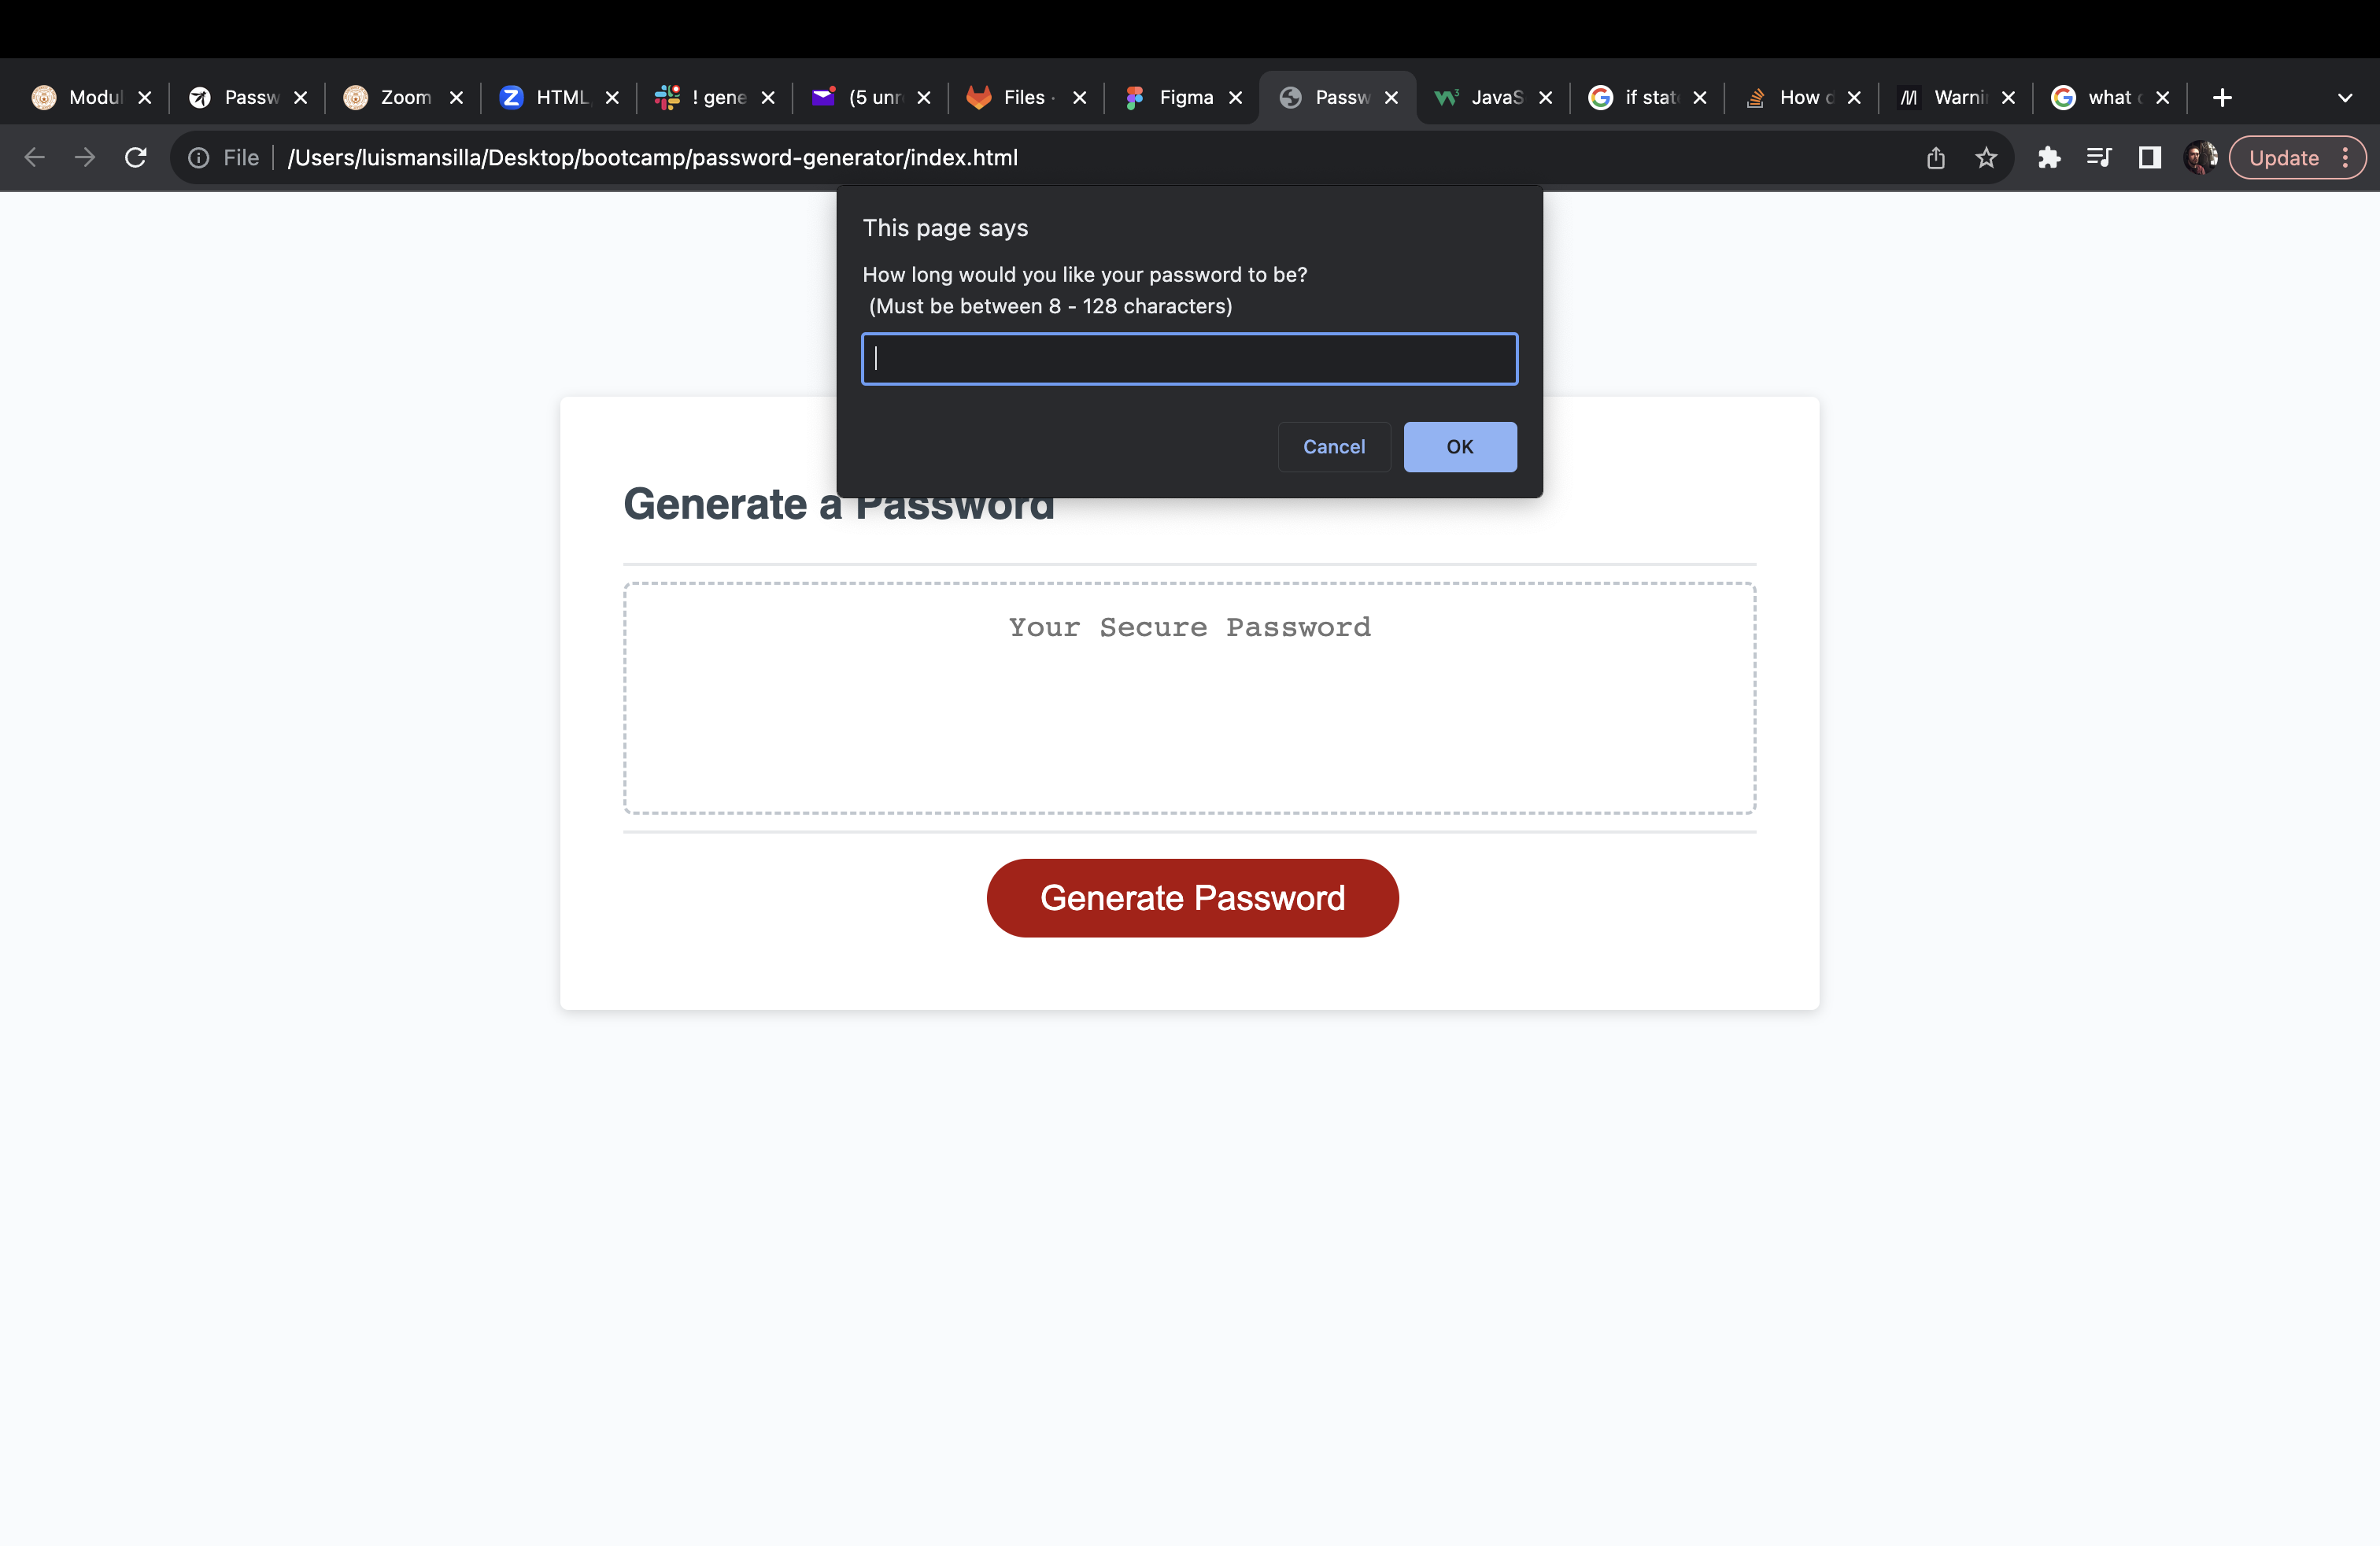 Modul Passw Zoom HTML, ! gene (5 unr Files · Figma Passw JavaS if stat How d Warni what
File /Users/luismansilla/Desktop/bootcamp/password-generator/index.html Update
This page says
How long would you like your password to be?
(Must be between 8 - 128 characters)
Cancel OK
Generate a Password
Your Secure Password
Generate Password